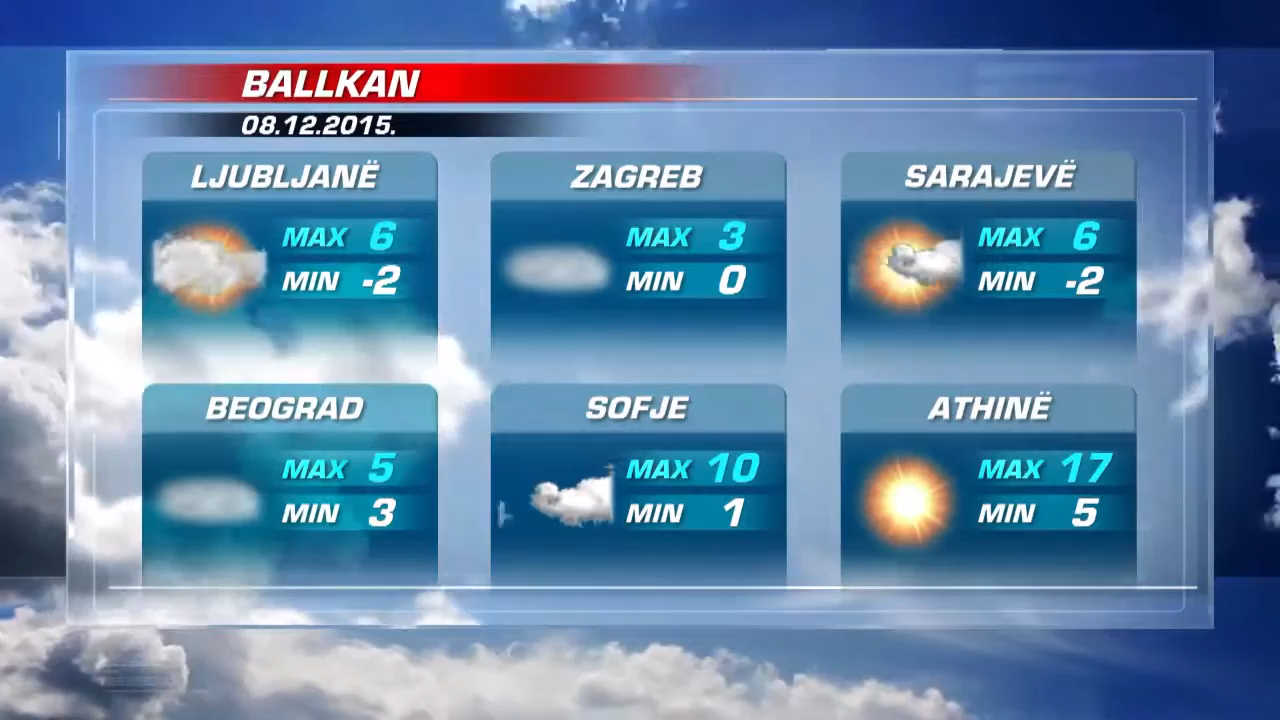 BALLKAN
08.12.2015.
LJUBLJANË
MAX 6
MIN -2
ZAGREB
MAX 3
MIN 0
SARAJEVË
MAX 6
MIN -2
BEOGRAD
MAX 5
MIN 3
SOFJE
MAX 10
MIN 1
ATHINË
MAX 17
MIN 5